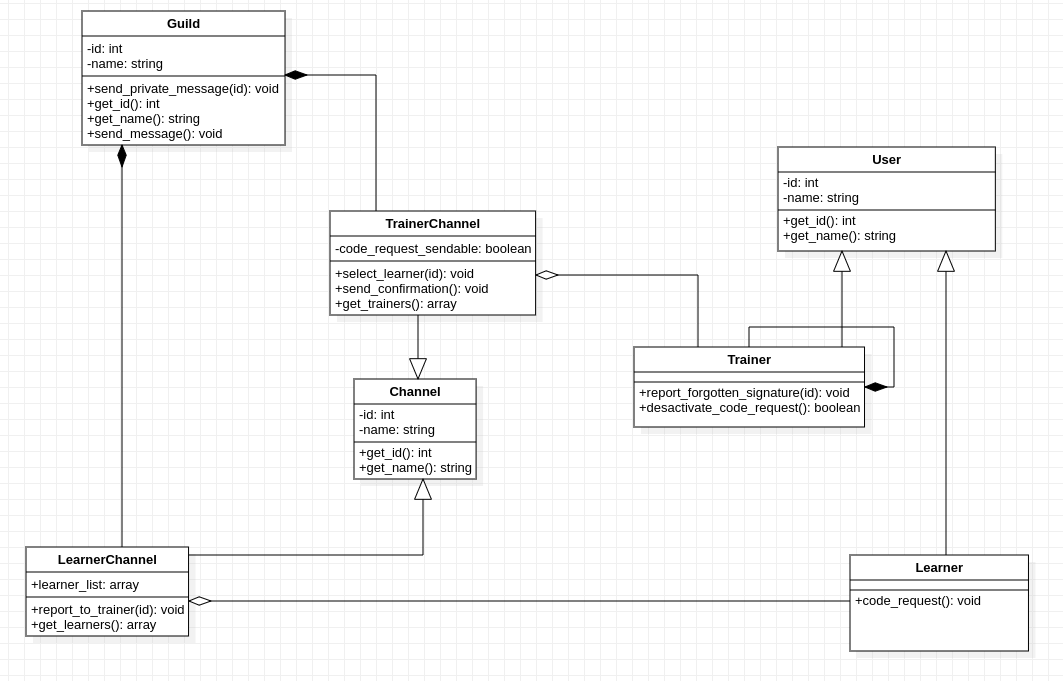 Guild
-id: int
-name: string
+send_private_message(id): void
+get_id(): int
+get_name(): string
+send_message(): void
User
-id: int
-name: string
+get_id(): int
+get_name(): string
TrainerChannel
-code_request_sendable: boolean
+select_learner(id): void
+send_confirmation(): void
+get_trainers(): array
Trainer
+report_forgotten_signature(id): void
+desactivate_code_request(): boolean
Channel
-id: int
-name: string
+get_id(): int
+get_name(): string
LearnerChannel
+learner_list: array
+report_to_trainer(id): void
+get_learners(): array
Learner
+code_request(): void